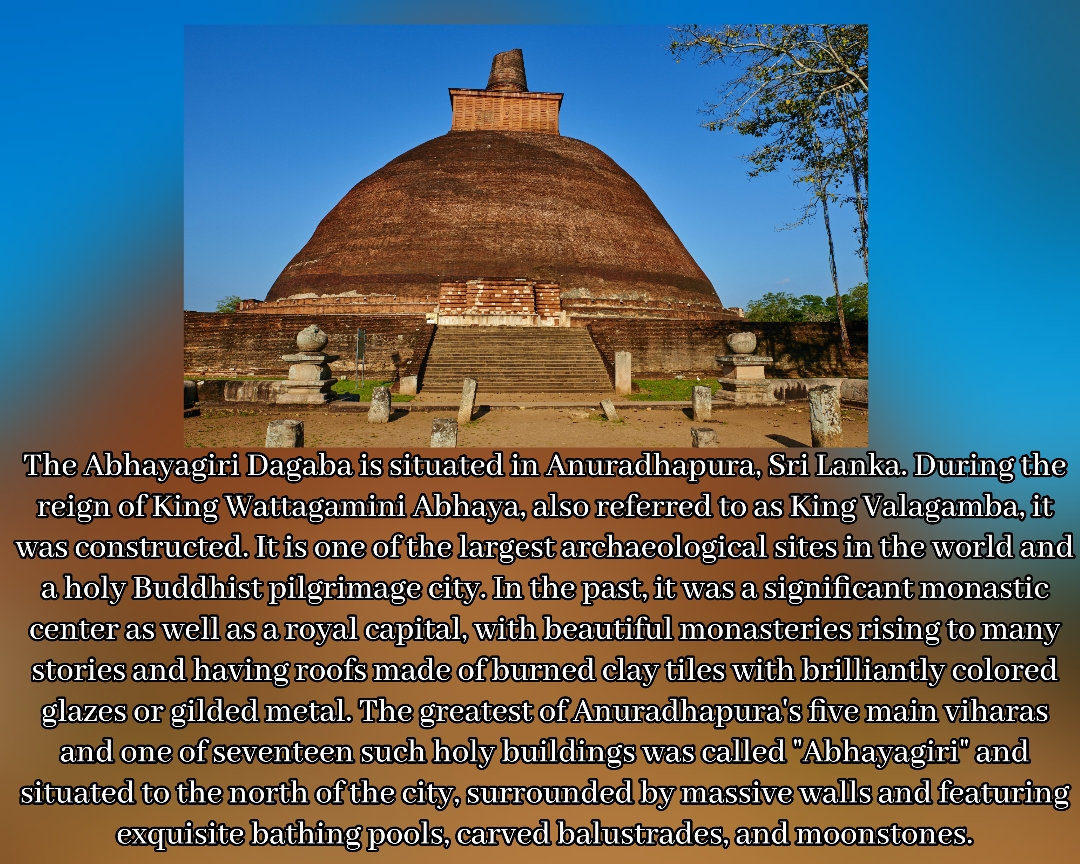 The Abhayagiri Dagaba is situated in Anuradhapura, Sri Lanka. During the
reign of King Wattagamini Abhaya, also referred to as King Valagamba, it
was constructed. It is one of the largest archaeological sites in the world and
a holy Buddhist pilgrimage city. In the past, it was a significant monastic
center as well as a royal capital, with beautiful monasteries rising to many
stories and having roofs made of burned clay tiles with brilliantly colored
glazes or gilded metal. The greatest of Anuradhapura's five main viharas
and one of seventeen such holy buildings was called "Abhayagiri" and
situated to the north of the city, surrounded by massive walls and featuring
exquisite bathing pools, carved balustrades, and moonstones.